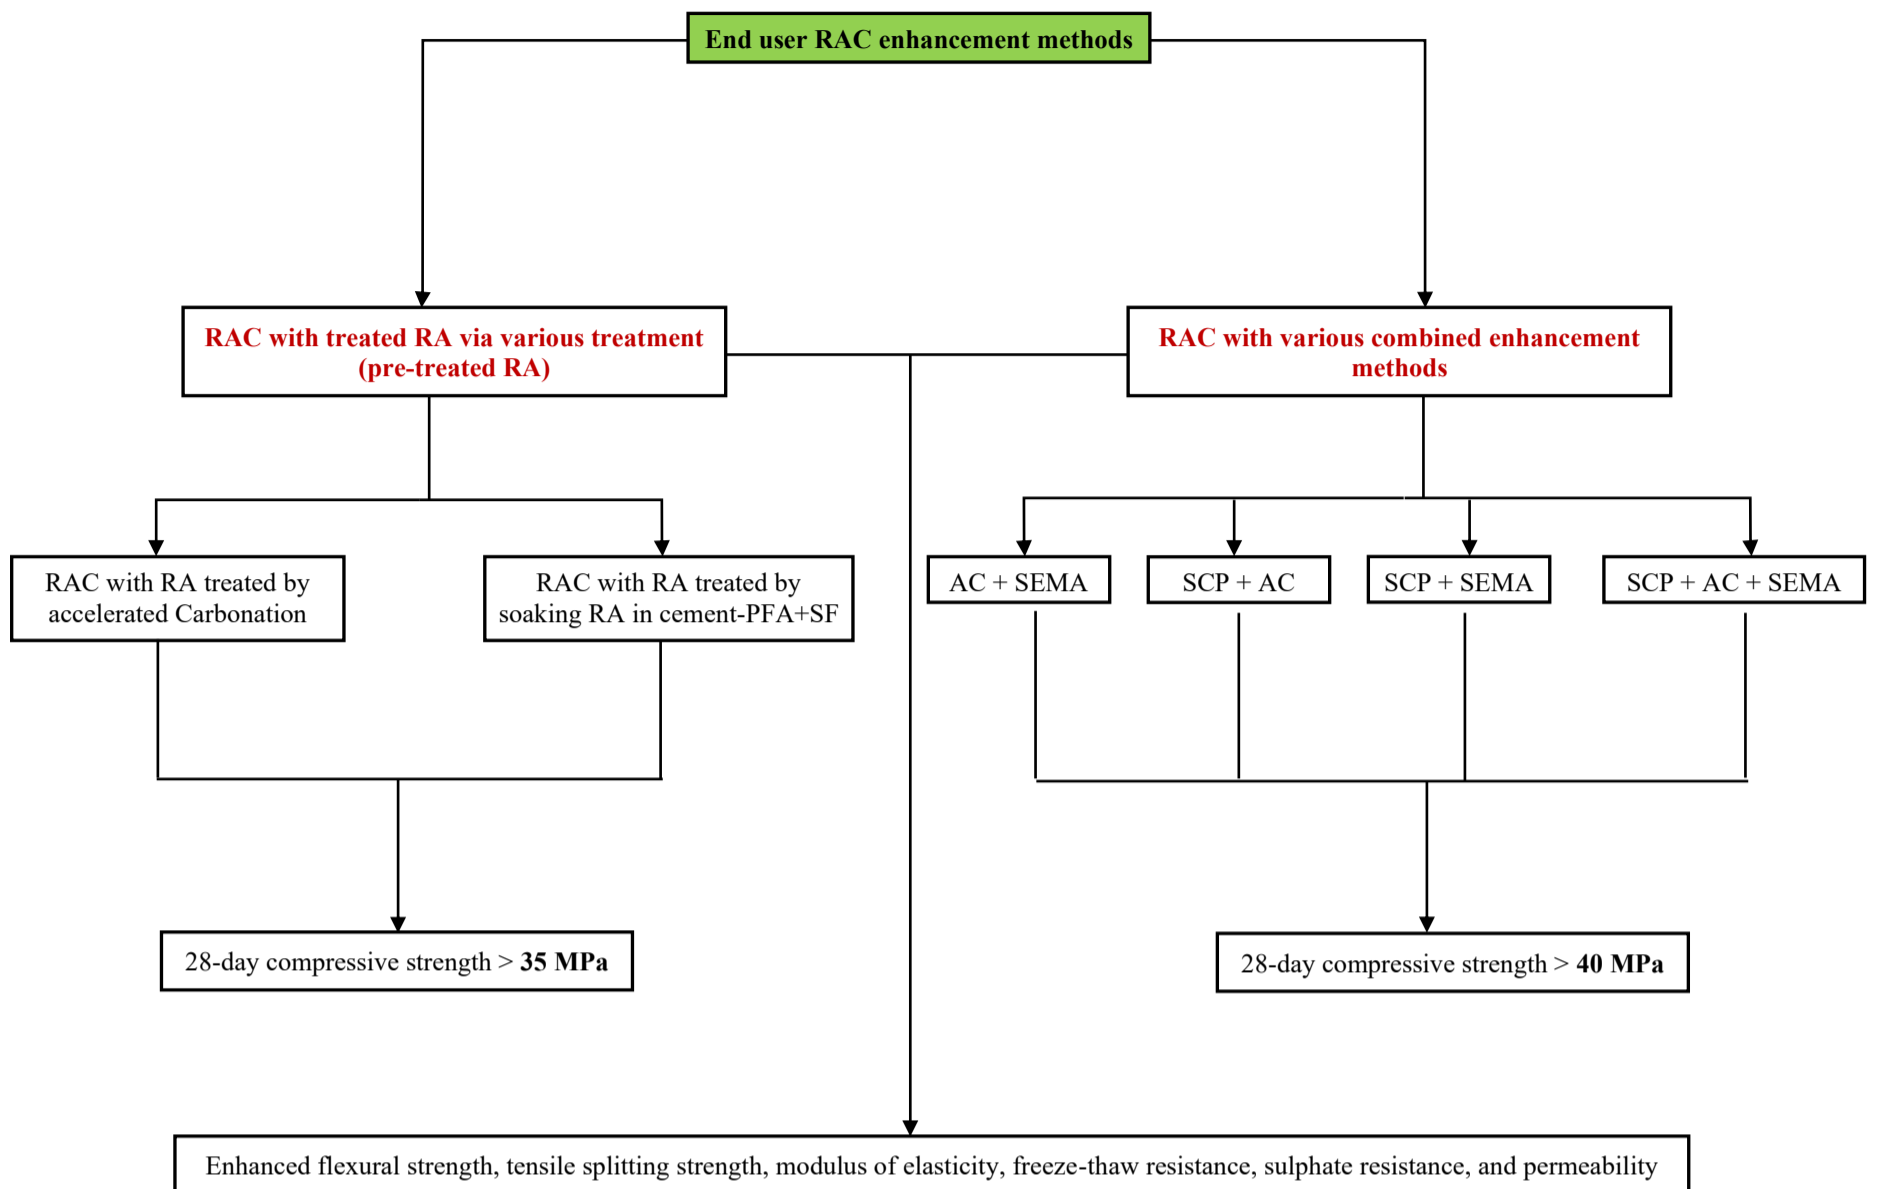 End user RAC enhancement methods
RAC with treated RA via various treatment
(pre-treated RA)
RAC with various combined enhancement
methods
RAC with RA treated by
accelerated Carbonation
RAC with RA treated by
soaking RA in cement-PFA+SF
AC + SEMA
SCP + AC
SCP + SEMA
SCP + AC + SEMA
28-day compressive strength > 35 MPa
28-day compressive strength > 40 MPa
Enhanced flexural strength, tensile splitting strength, modulus of elasticity, freeze-thaw resistance, sulphate resistance, and permeability